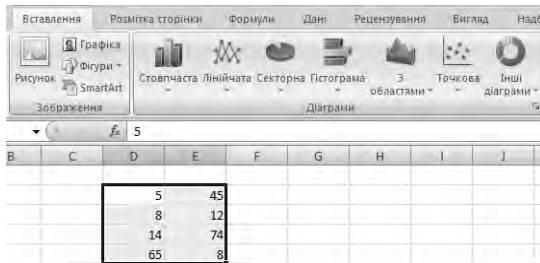 Вставлення Розмітка сторінки Формули Дані Рецензування Вигляд Надб
Рисунок Графіка Фігури SmartArt Стовпчаста Лінійчата Секторна Гістограма З областями Точкова Інші діаграми
Зображення Діаграми
fx 5
B C D E F G H I J
5 45
8 12
14 74
65 8